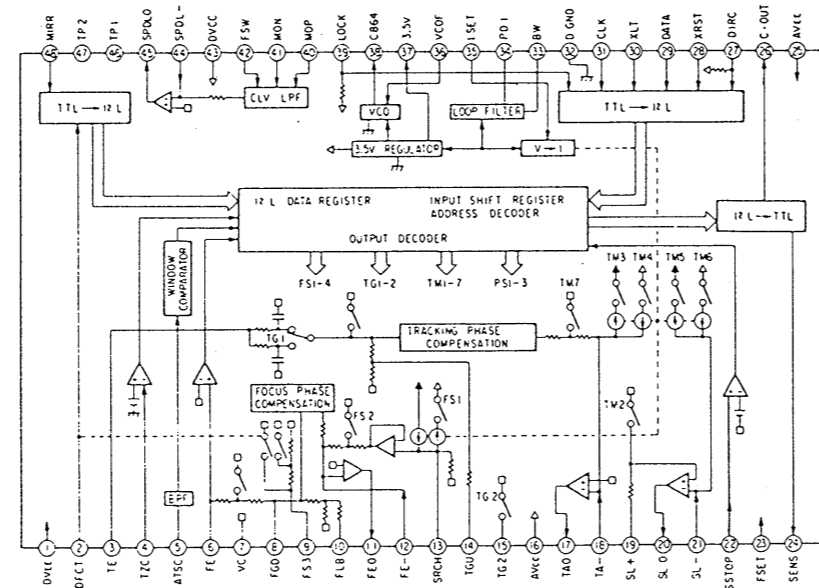 MIRR TP2 TP1 SPDLO SPDL- DVCC FSW MON MOP LOCK C864 3.5V VCOF ISET PD1 BW D GND CLK XLT DATA XRST DIRC C-OUT AVEE
48 47 46 45 44 43 42 41 40 39 38 37 36 35 34 33 32 31 30 29 28 27 26 25
TTL → I2L
CLV LPF
VCO
LOOP FILTER
TTL → I2L
3.5V REGULATOR
V → I
I2L DATA REGISTER
INPUT SHIFT REGISTER
ADDRESS DECODER
OUTPUT DECODER
I2L → TTL
WINDOW
COMPARATOR
FS1-4 TG1-2 TM1-7 PS1-3
TM3 TM4 TM5 TM6
TM7
TG1
TRACKING PHASE
COMPENSATION
FOCUS PHASE
COMPENSATION
FS2
FS1
TM2
TG2
BPF
1 2 3 4 5 6 7 8 9 10 11 12 13 14 15 16 17 18 19 20 21 22 23 24
DVEE DFCT TE TZC ATSC FE VC FGD FS3 FLB FEO FE- SRCH TGU TG2 AVCC TAO TA- SL+ SLO SL- SSTOP FSET SENS